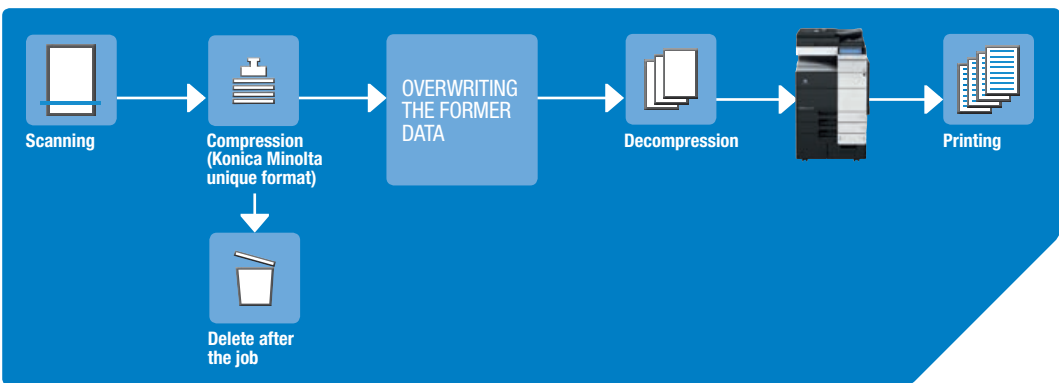 Scanning
Compression
(Konica Minolta
unique format)
OVERWRITING
THE FORMER
DATA
Decompression
Printing
Delete after
the job